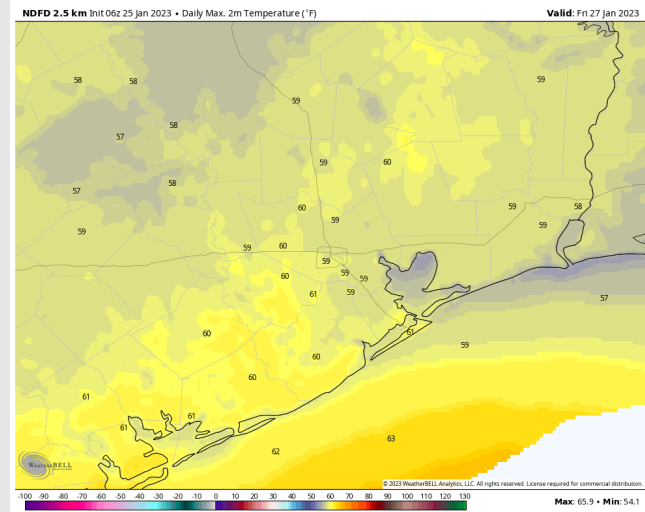 NDFD 2.5 km Init 06z 25 Jan 2023 • Daily Max. 2m Temperature (°F)
Valid: Fri 27 Jan 2023
58 58 59
59
58
57
59 60
58
57
60 59 58
59 59
59
59 60
59
59 59
60
61 59
57
60 61
59
60
60
61
61
61
63
62
WEATHERBELL
© 2023 WeatherBELL Analytics, LLC. All rights reserved. License required for commercial distribution.
-100 -90 -80 -70 -60 -50 -40 -30 -20 -10 0 10 20 30 40 50 60 70 80 90 100 110 120 130
Max: 65.9 • Min: 54.1